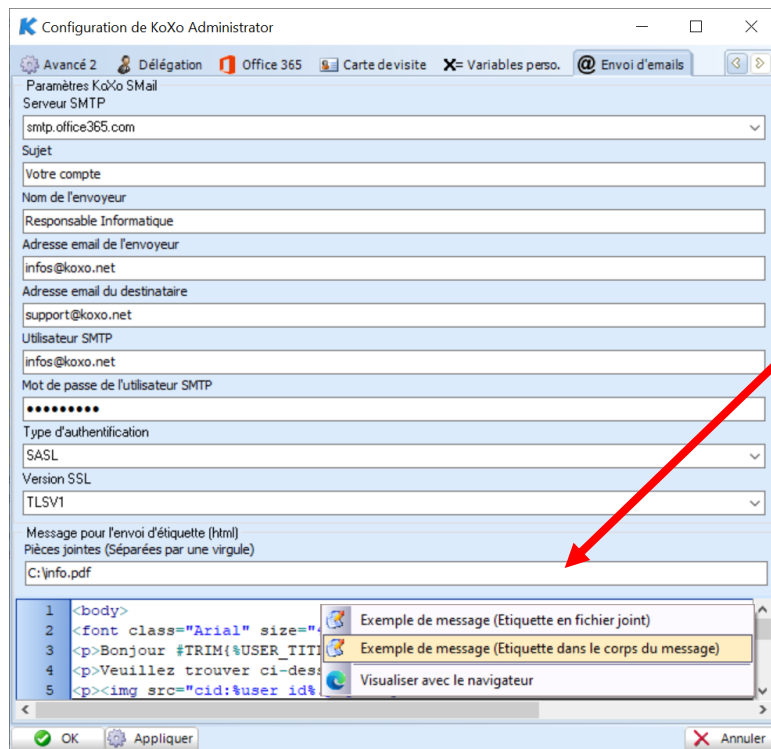 Configuration de KoXo Administrator
Avancé 2 Délégation Office 365 Carte de visite X= Variables perso. @ Envoi d'emails
Paramètres KoXo SMail
Serveur SMTP
smtp.office365.com
Sujet
Votre compte
Nom de l'envoyeur
Responsable Informatique
Adresse email de l'envoyeur
infos@koxo.net
Adresse email du destinataire
support@koxo.net
Utilisateur SMTP
infos@koxo.net
Mot de passe de l'utilisateur SMTP
•••••••••
Type d'authentification
SASL
Version SSL
TLSV1
Message pour l'envoi d'étiquette (html)
Pièces jointes (Séparées par une virgule)
C:\info.pdf
1 <body>
2 <font class="Arial" size="
3 <p>Bonjour #TRIM{%USER_TIT
4 <p>Veuillez trouver ci-des
5 <p><img src="cid:%user_id%
Exemple de message (Etiquette en fichier joint)
Exemple de message (Etiquette dans le corps du message)
Visualiser avec le navigateur
OK Appliquer Annuler